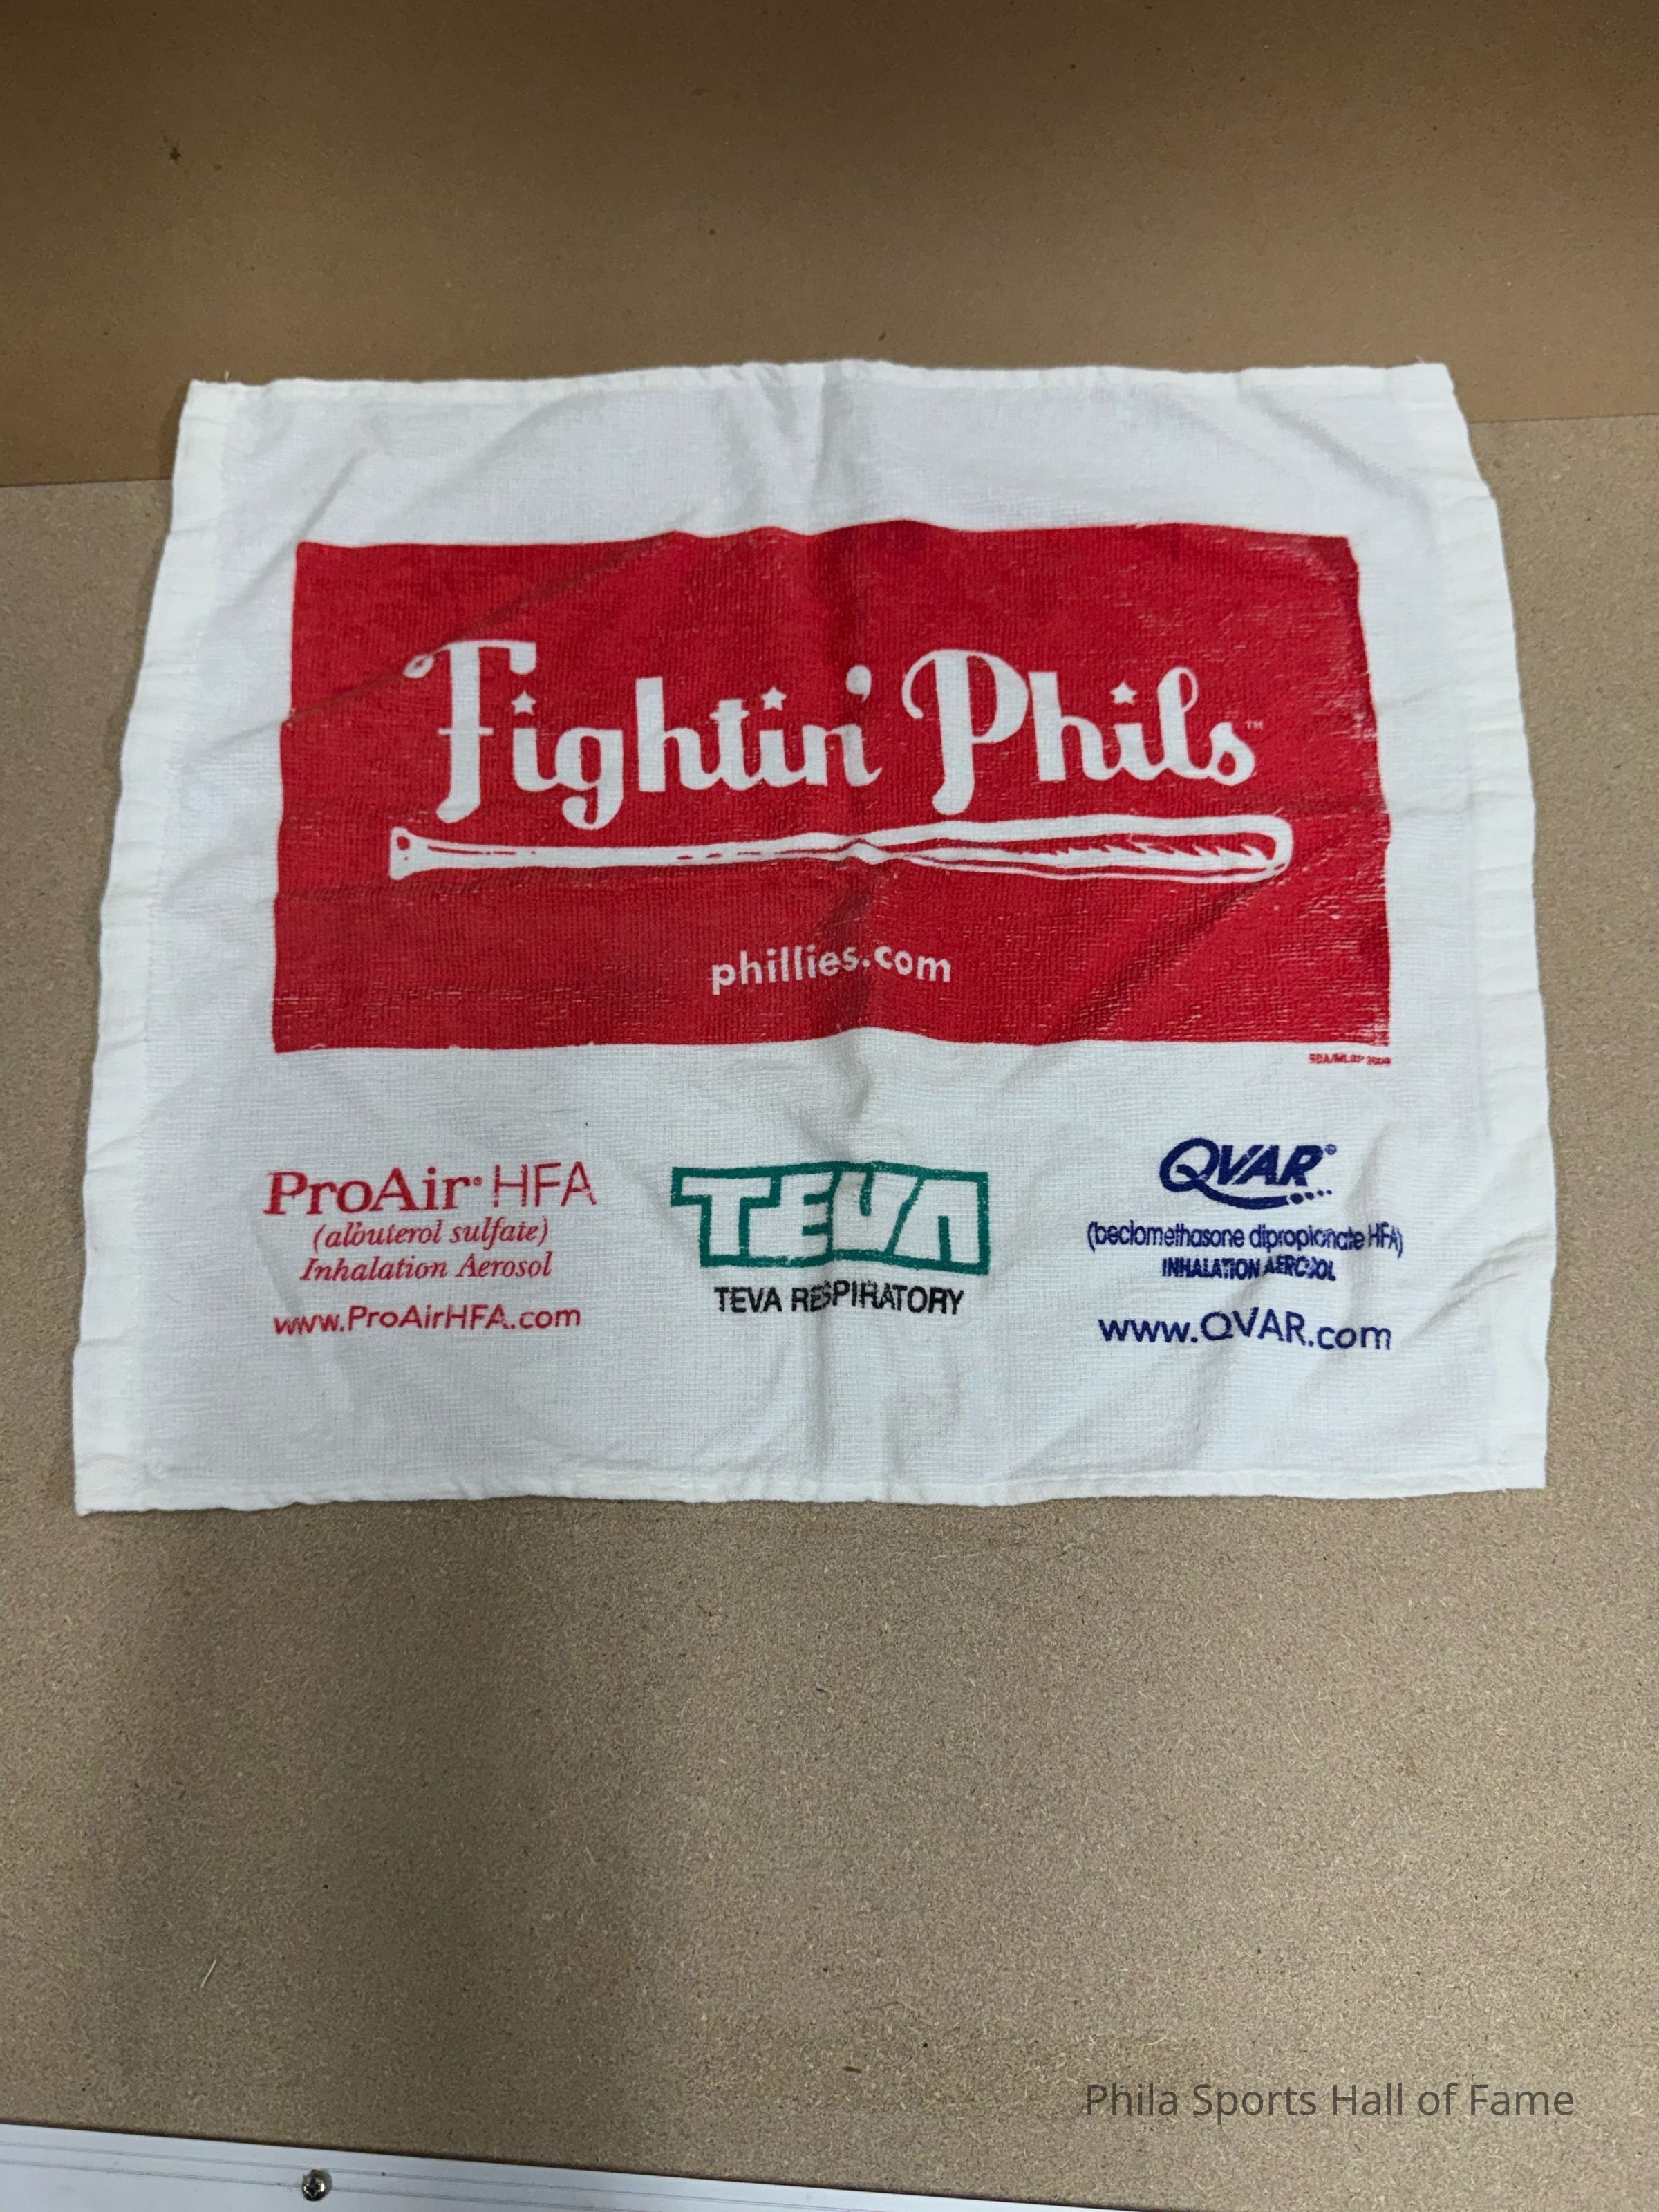 Fightin' Phils™
phillies.com
ProAir® HFA
(albuterol sulfate)
Inhalation Aerosol
www.ProAirHFA.com
TEVA
TEVA RESPIRATORY
QVAR®
(beclomethasone dipropionate HFA)
INHALATION AEROSOL
www.QVAR.com
Phila Sports Hall of Fame